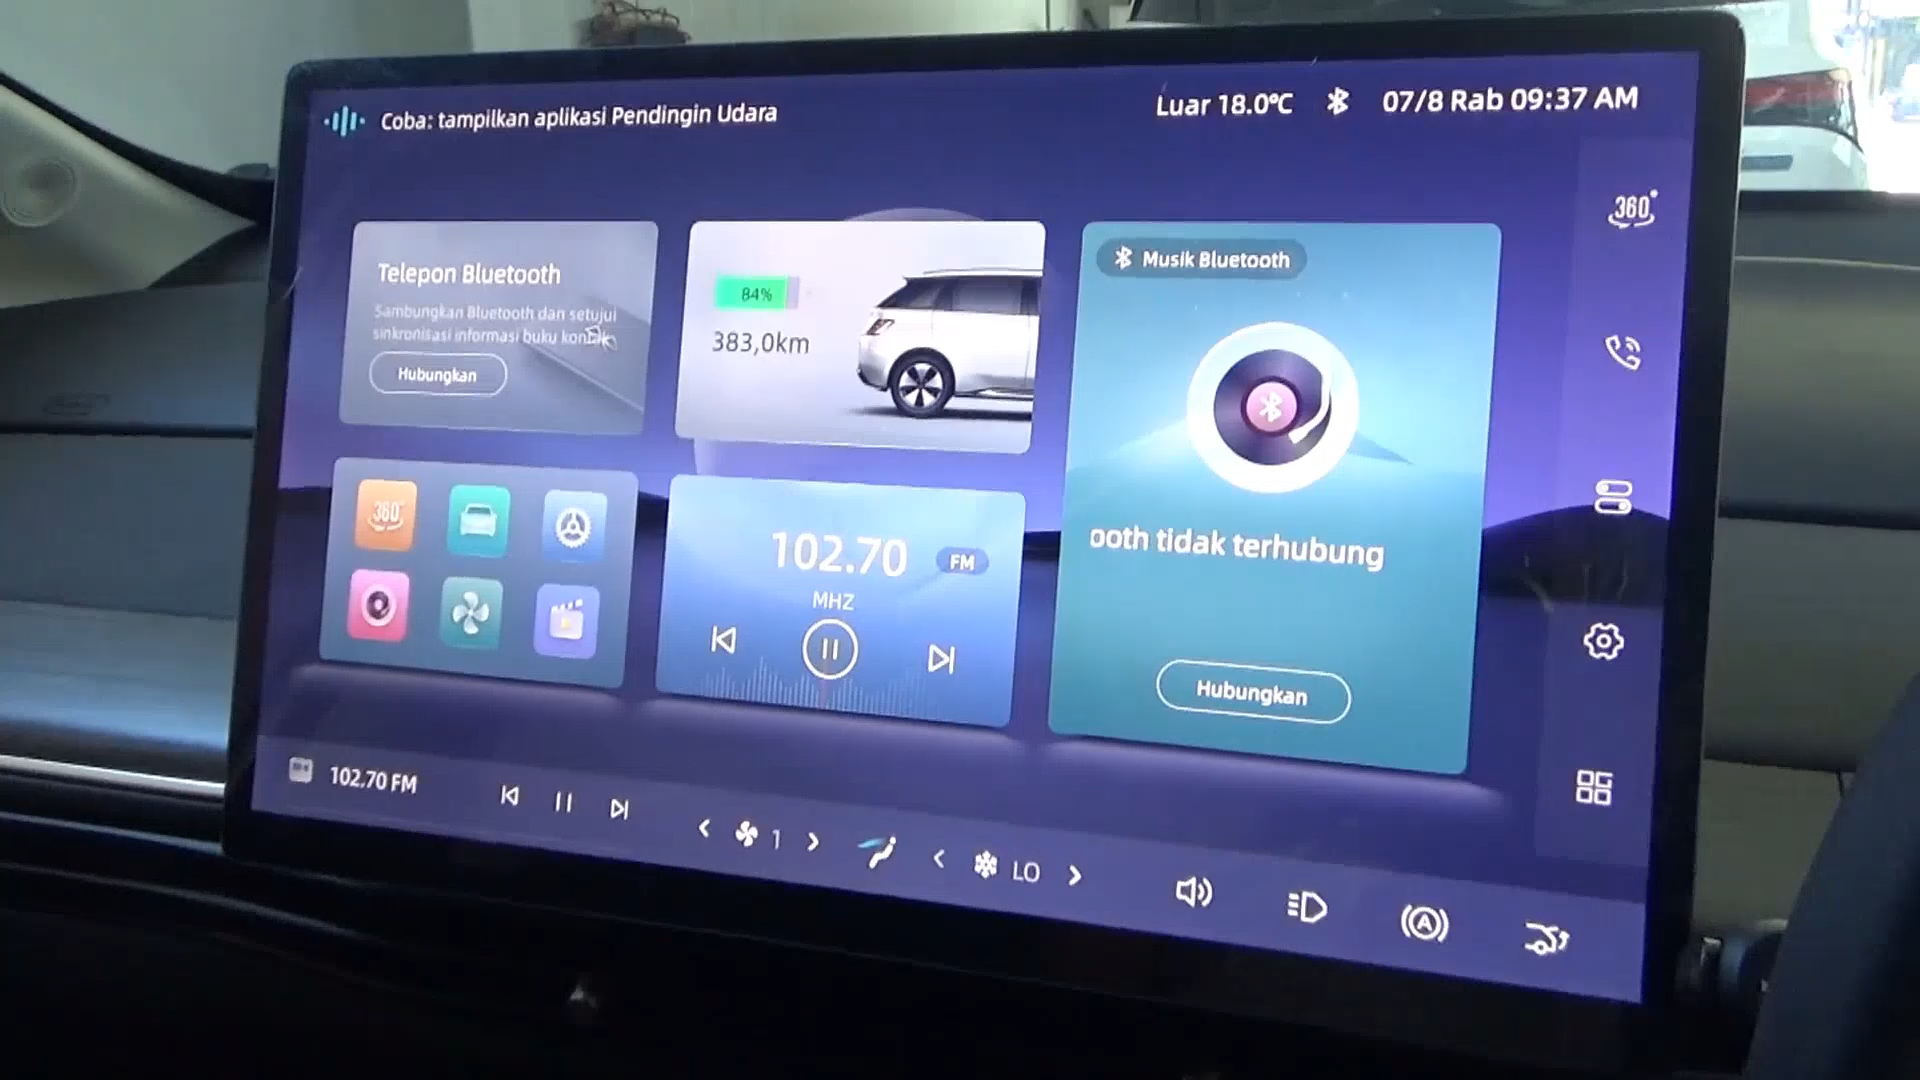 Coba: tampilkan aplikasi Pendingin Udara
Luar 18.0°C
07/8 Rab 09:37 AM
Telepon Bluetooth
Sambungkan Bluetooth dan setujui
sinkronisasi informasi buku kontak
Hubungkan
84%
383,0km
Musik Bluetooth
ooth tidak terhubung
Hubungkan
360°
360°
102.70 FM
MHZ
102.70 FM
1
LO
A